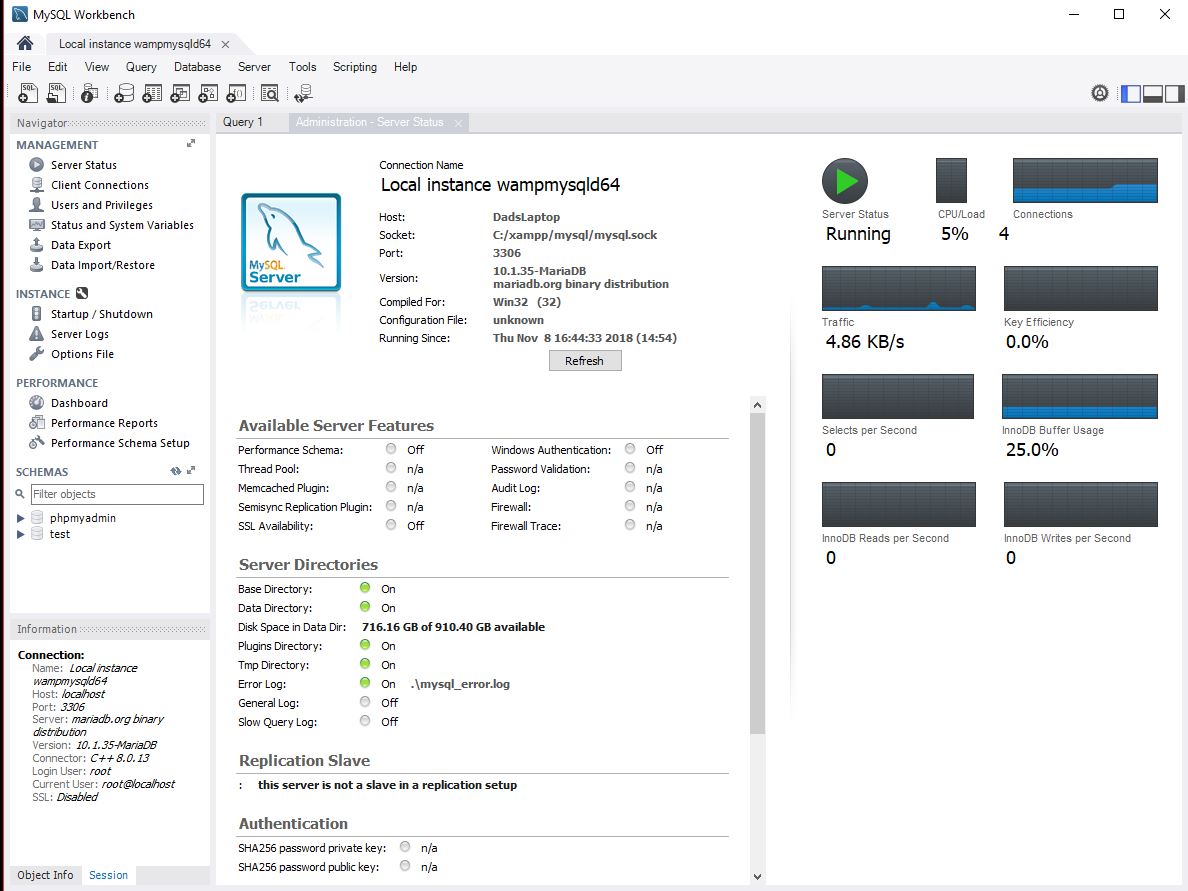 MySQL Workbench
Local instance wampmysqld64 ×
File Edit View Query Database Server Tools Scripting Help
Navigator
MANAGEMENT
Server Status
Client Connections
Users and Privileges
Status and System Variables
Data Export
Data Import/Restore
INSTANCE
Startup / Shutdown
Server Logs
Options File
PERFORMANCE
Dashboard
Performance Reports
Performance Schema Setup
SCHEMAS
Filter objects
phpmyadmin
test
Information
Connection:
Name: Local instance
wampmysqld64
Host: localhost
Port: 3306
Server: mariadb.org binary
distribution
Version: 10.1.35-MariaDB
Connector: C++ 8.0.13
Login User: root
Current User: root@localhost
SSL: Disabled
Object Info Session
Query 1 Administration - Server Status ×
MySQL
Server
Connection Name
Local instance wampmysqld64
Host: DadsLaptop
Socket: C:/xampp/mysql/mysql.sock
Port: 3306
Version: 10.1.35-MariaDB
mariadb.org binary distribution
Compiled For: Win32 (32)
Configuration File: unknown
Running Since: Thu Nov 8 16:44:33 2018 (14:54)
Refresh
Available Server Features
Performance Schema: Off Windows Authentication: Off
Thread Pool: n/a Password Validation: n/a
Memcached Plugin: n/a Audit Log: n/a
Semisync Replication Plugin: n/a Firewall: n/a
SSL Availability: Off Firewall Trace: n/a
Server Directories
Base Directory: On
Data Directory: On
Disk Space in Data Dir: 716.16 GB of 910.40 GB available
Plugins Directory: On
Tmp Directory: On
Error Log: On .\mysql_error.log
General Log: Off
Slow Query Log: Off
Replication Slave
: this server is not a slave in a replication setup
Authentication
SHA256 password private key: n/a
SHA256 password public key: n/a
Server Status CPU/Load Connections
Running 5% 4
Traffic Key Efficiency
4.86 KB/s 0.0%
Selects per Second InnoDB Buffer Usage
0 25.0%
InnoDB Reads per Second InnoDB Writes per Second
0 0